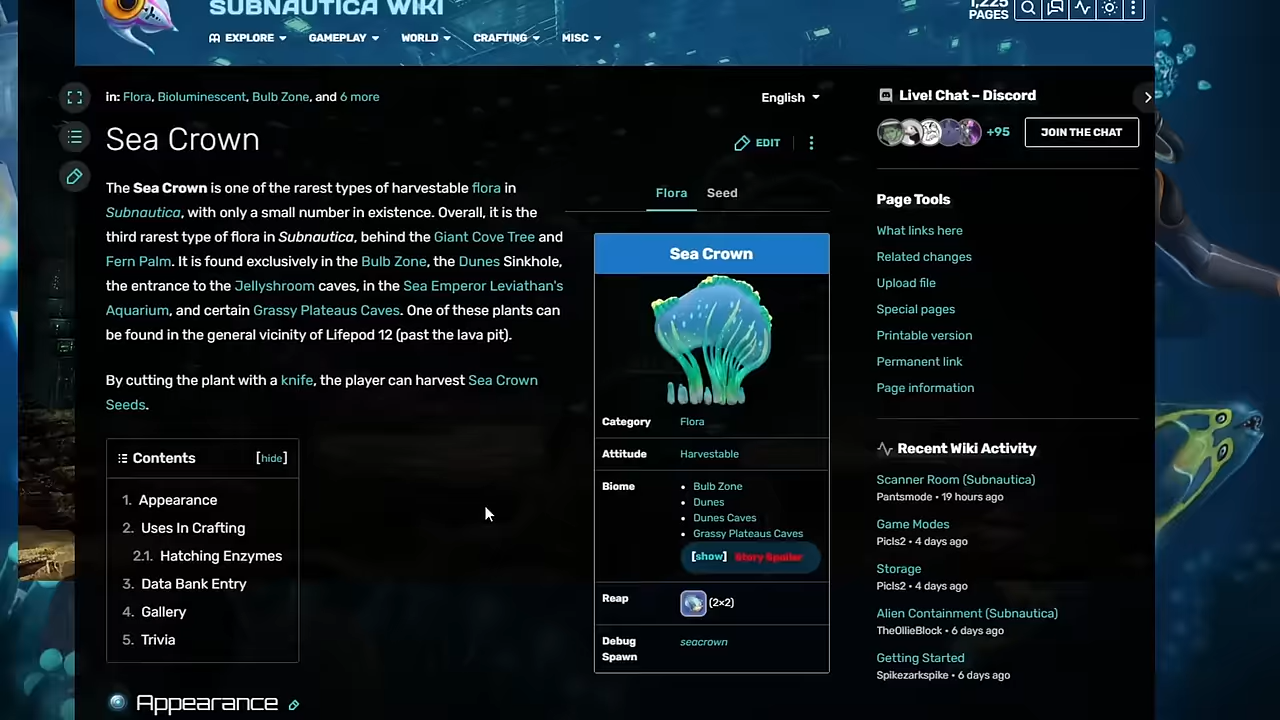 SUBNAUTICA WIKI
1,225
PAGES
EXPLORE
GAMEPLAY
WORLD
CRAFTING
MISC
in: Flora, Bioluminescent, Bulb Zone, and 6 more
English
Sea Crown
EDIT
The Sea Crown is one of the rarest types of harvestable flora in
Subnautica, with only a small number in existence. Overall, it is the
third rarest type of flora in Subnautica, behind the Giant Cove Tree and
Fern Palm. It is found exclusively in the Bulb Zone, the Dunes Sinkhole,
the entrance to the Jellyshroom caves, in the Sea Emperor Leviathan's
Aquarium, and certain Grassy Plateaus Caves. One of these plants can
be found in the general vicinity of Lifepod 12 (past the lava pit).
By cutting the plant with a knife, the player can harvest Sea Crown
Seeds.
Contents [hide]
1. Appearance
2. Uses In Crafting
2.1. Hatching Enzymes
3. Data Bank Entry
4. Gallery
5. Trivia
Appearance
Flora
Seed
Sea Crown
Category Flora
Attitude Harvestable
Biome
Bulb Zone
Dunes
Dunes Caves
Grassy Plateaus Caves
[show] Story Spoiler
Reap (2×2)
Debug
Spawn
seacrown
Live! Chat – Discord
+95
JOIN THE CHAT
Page Tools
What links here
Related changes
Upload file
Special pages
Printable version
Permanent link
Page information
Recent Wiki Activity
Scanner Room (Subnautica)
Pantsmode • 19 hours ago
Game Modes
Picls2 • 4 days ago
Storage
Picls2 • 4 days ago
Alien Containment (Subnautica)
TheOllieBlock • 6 days ago
Getting Started
Spikezarkspike • 6 days ago